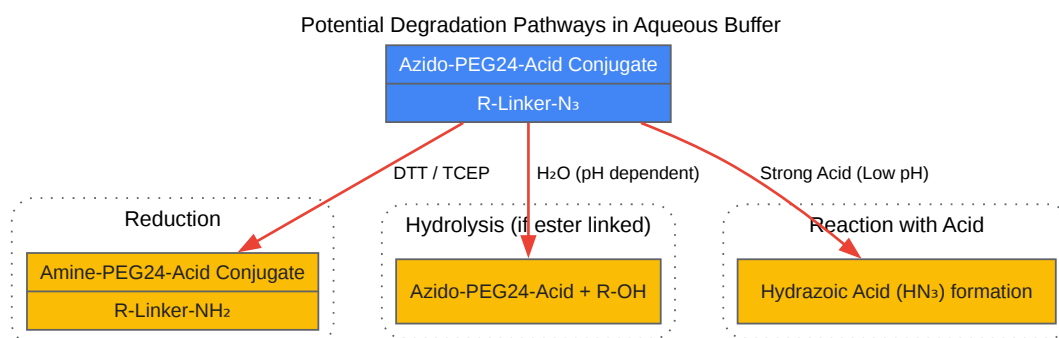 Potential Degradation Pathways in Aqueous Buffer
Azido-PEG24-Acid Conjugate
R-Linker-N₃
DTT / TCEP
H₂O (pH dependent)
Strong Acid (Low pH)
Reduction
Hydrolysis (if ester linked)
Reaction with Acid
Amine-PEG24-Acid Conjugate
R-Linker-NH₂
Azido-PEG24-Acid + R-OH
Hydrazoic Acid (HN₃) formation